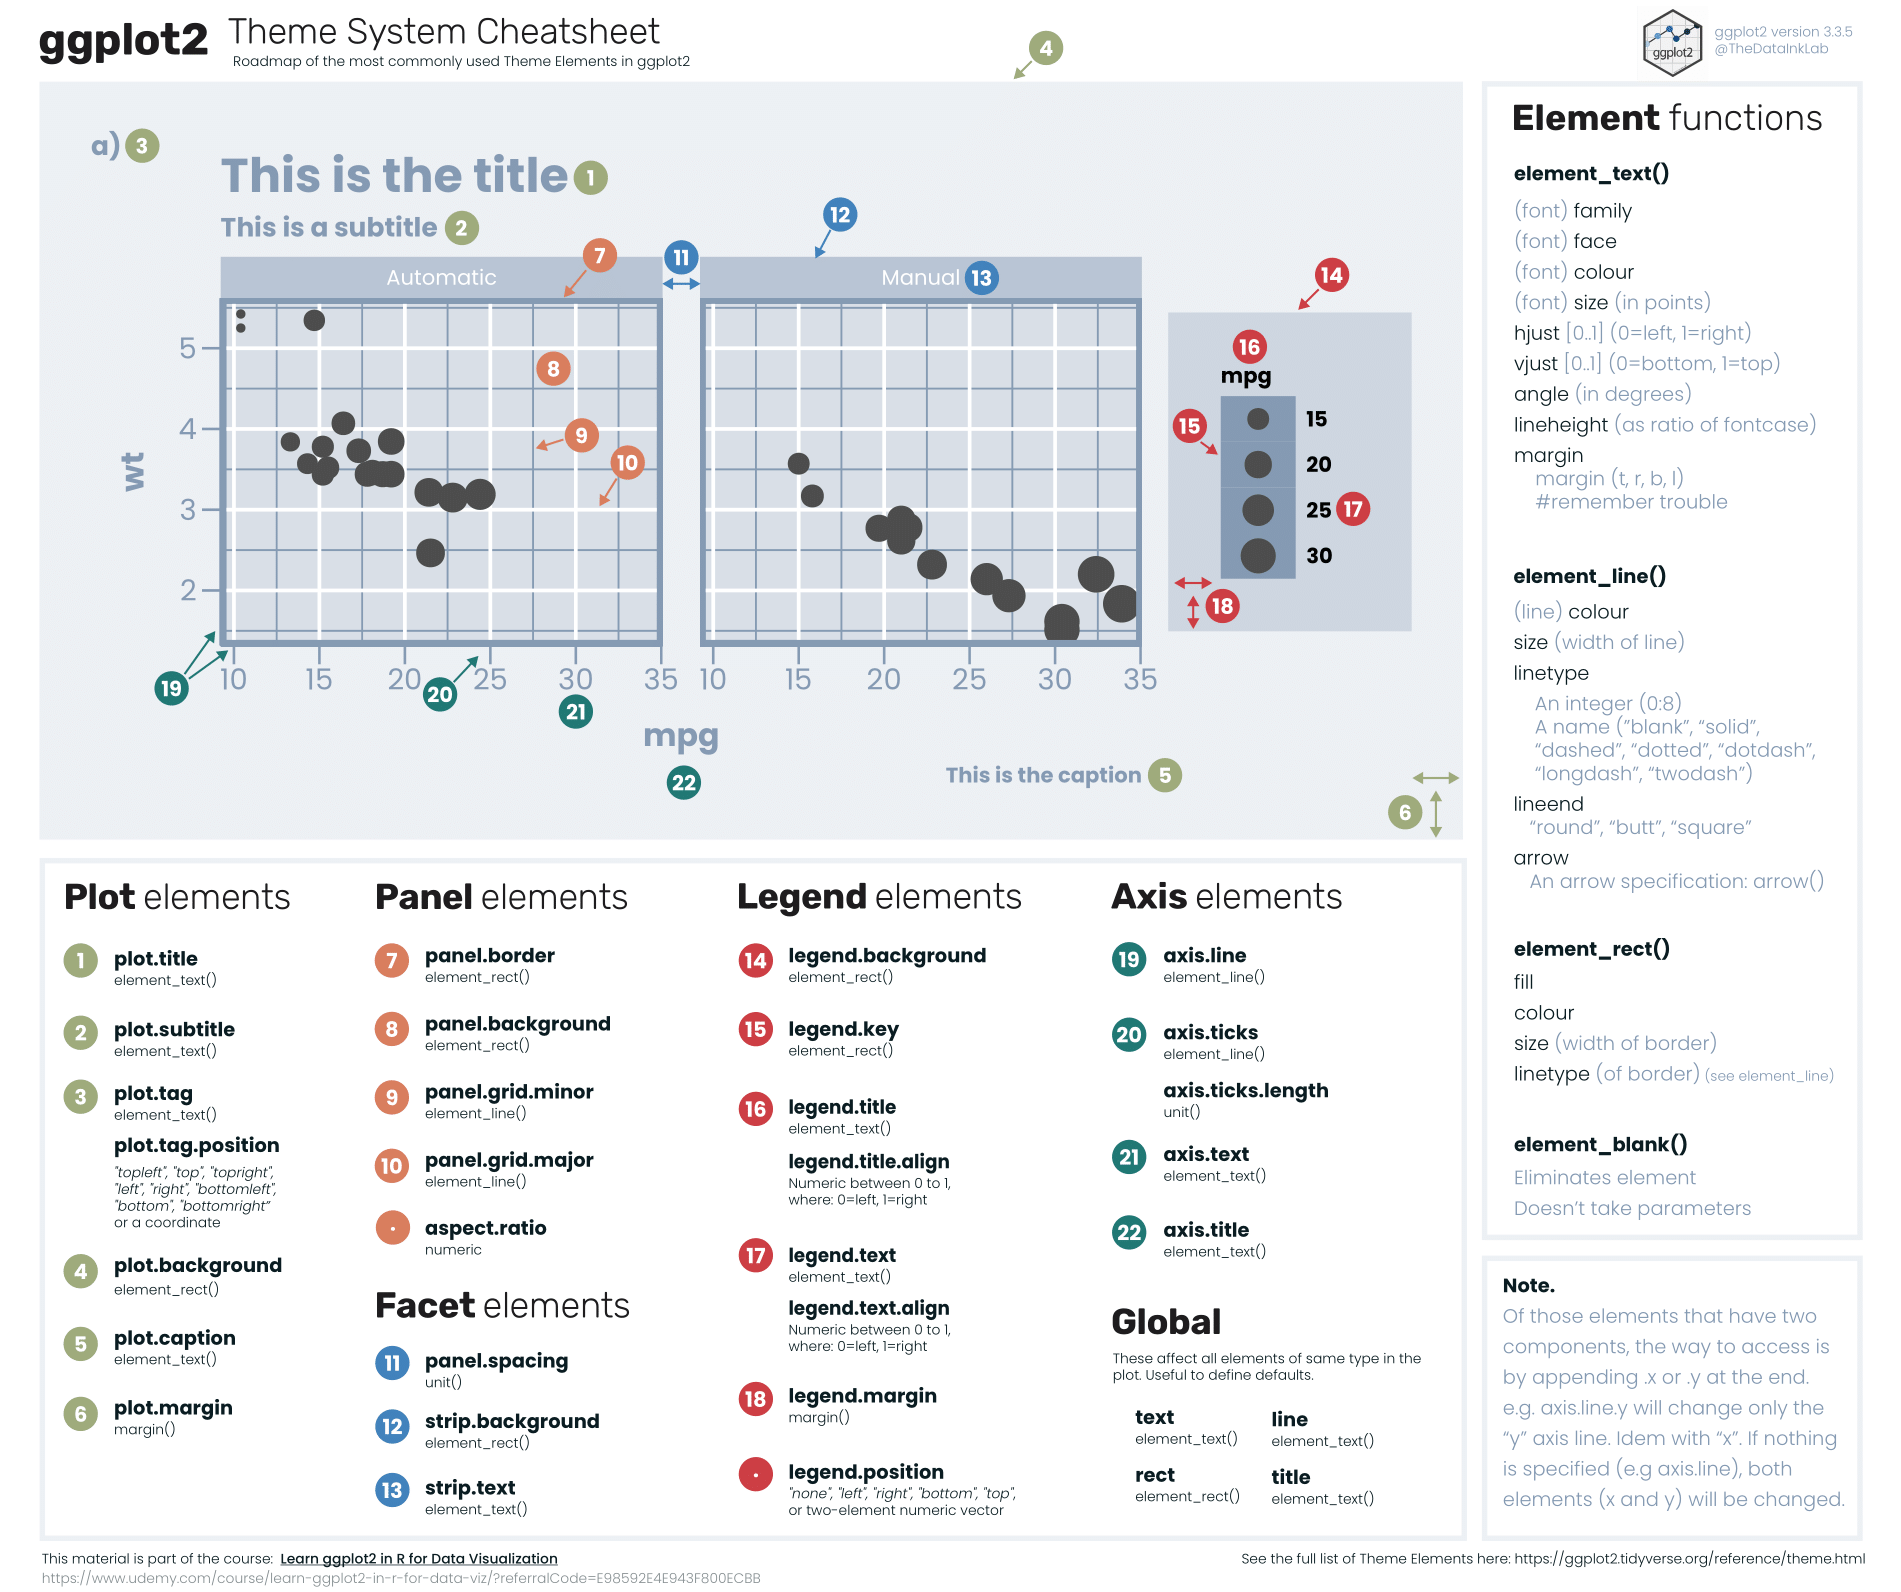 ggplot2 Theme System Cheatsheet
Roadmap of the most commonly used Theme Elements in ggplot2
ggplot2
ggplot2 version 3.3.5
@TheDataInkLab
4
a) 3
This is the title 1
This is a subtitle 2
12
7
11
Automatic
Manual 13
14
5
4
3
2
wt
8
9
10
16
mpg
15
15
20
25 17
30
18
19
10 15 20 25 30 35
10 15 20 25 30 35
20
21
mpg
22
This is the caption 5
6
Plot elements
1 plot.title
element_text()
2 plot.subtitle
element_text()
3 plot.tag
element_text()
plot.tag.position
"topleft", "top", "topright",
"left", "right", "bottomleft",
"bottom", "bottomright"
or a coordinate
4 plot.background
element_rect()
5 plot.caption
element_text()
6 plot.margin
margin()
Panel elements
7 panel.border
element_rect()
8 panel.background
element_rect()
9 panel.grid.minor
element_line()
10 panel.grid.major
element_line()
aspect.ratio
numeric
Facet elements
11 panel.spacing
unit()
12 strip.background
element_rect()
13 strip.text
element_text()
Legend elements
14 legend.background
element_rect()
15 legend.key
element_rect()
16 legend.title
element_text()
legend.title.align
Numeric between 0 to 1,
where: 0=left, 1=right
17 legend.text
element_text()
legend.text.align
Numeric between 0 to 1,
where: 0=left, 1=right
18 legend.margin
margin()
legend.position
"none", "left", "right", "bottom", "top",
or two-element numeric vector
Axis elements
19 axis.line
element_line()
20 axis.ticks
element_line()
axis.ticks.length
unit()
21 axis.text
element_text()
22 axis.title
element_text()
Global
These affect all elements of same type in the
plot. Useful to define defaults.
text
element_text()
line
element_text()
rect
element_rect()
title
element_text()
Element functions
element_text()
(font) family
(font) face
(font) colour
(font) size (in points)
hjust [0..1] (0=left, 1=right)
vjust [0..1] (0=bottom, 1=top)
angle (in degrees)
lineheight (as ratio of fontcase)
margin
margin (t, r, b, l)
#remember trouble
element_line()
(line) colour
size (width of line)
linetype
An integer (0:8)
A name ("blank", "solid",
"dashed", "dotted", "dotdash",
"longdash", "twodash")
lineend
"round", "butt", "square"
arrow
An arrow specification: arrow()
element_rect()
fill
colour
size (width of border)
linetype (of border) (see element_line)
element_blank()
Eliminates element
Doesn't take parameters
Note.
Of those elements that have two
components, the way to access is
by appending .x or .y at the end.
e.g. axis.line.y will change only the
"y" axis line. Idem with "x". If nothing
is specified (e.g axis.line), both
elements (x and y) will be changed.
This material is part of the course: Learn ggplot2 in R for Data Visualization
https://www.udemy.com/course/learn-ggplot2-in-r-for-data-viz/?referralCode=E98592E4E943F800ECBB
See the full list of Theme Elements here: https://ggplot2.tidyverse.org/reference/theme.html